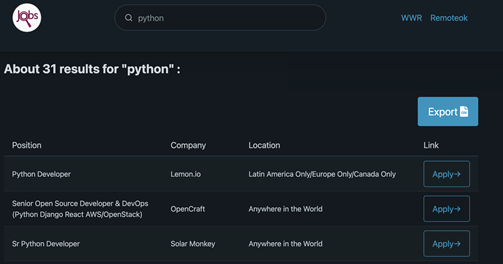 jobs
python
WWR Remoteok
About 31 results for "python" :
Export
Position Company Location Link
Python Developer Lemon.io Latin America Only/Europe Only/Canada Only Apply→
Senior Open Source Developer & DevOps
(Python Django React AWS/OpenStack) OpenCraft Anywhere in the World Apply→
Sr Python Developer Solar Monkey Anywhere in the World Apply→